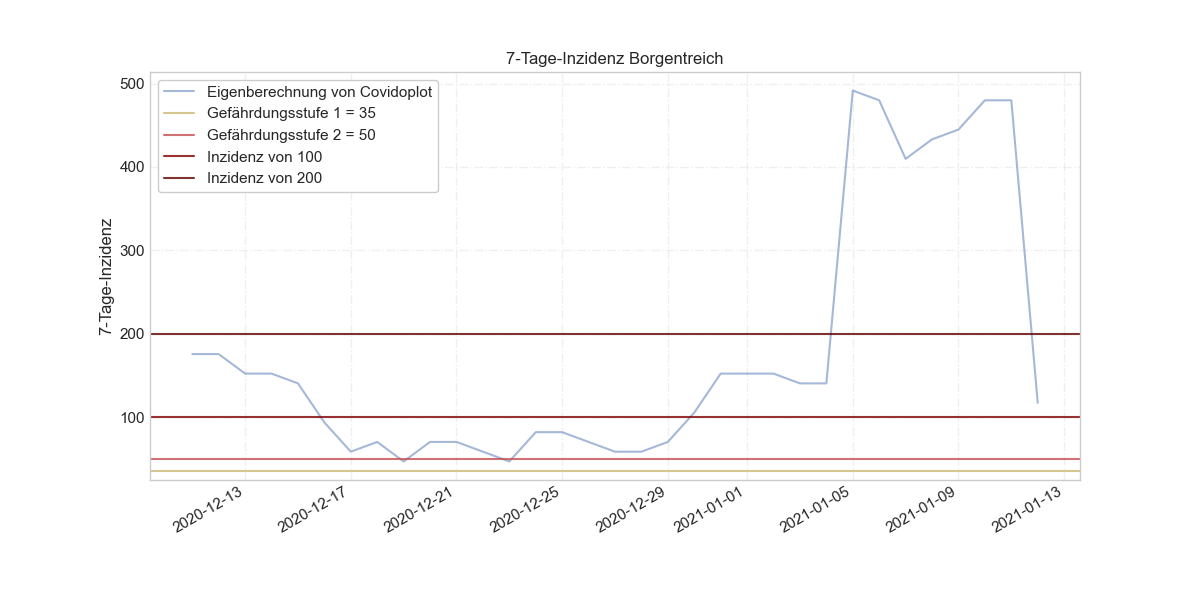 7-Tage-Inzidenz Borgentreich
Eigenberechnung von Covidoplot
Gefährdungsstufe 1 = 35
Gefährdungsstufe 2 = 50
Inzidenz von 100
Inzidenz von 200
7-Tage-Inzidenz
500
400
300
200
100
2020-12-13
2020-12-17
2020-12-21
2020-12-25
2020-12-29
2021-01-01
2021-01-05
2021-01-09
2021-01-13